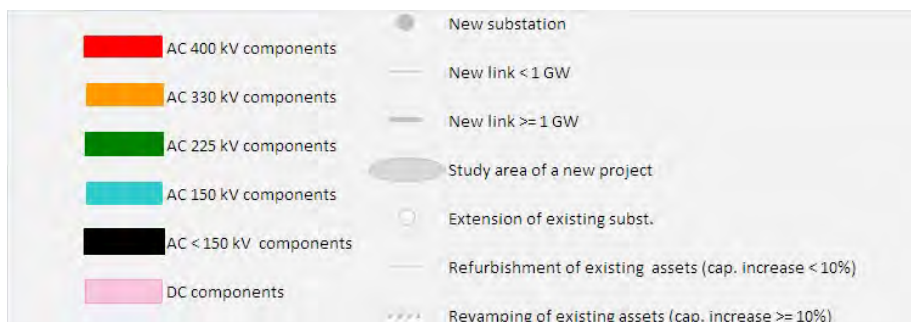 AC 400 kV components
AC 330 kV components
AC 225 kV components
AC 150 kV components
AC < 150 kV components
DC components
New substation
New link < 1 GW
New link >= 1 GW
Study area of a new project
Extension of existing subst.
Refurbishment of existing assets (cap. increase < 10%)
Revamping of existing assets (cap. increase >= 10%)